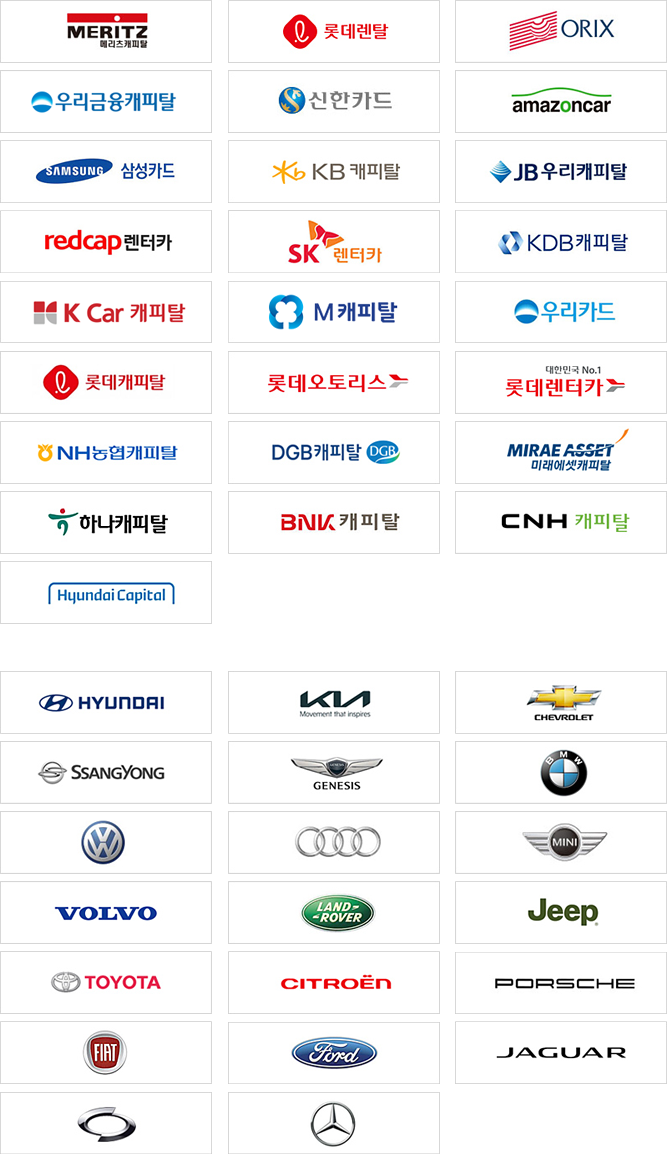 MERITZ
메리츠캐피탈
롯데렌탈
ORIX
우리금융캐피탈
신한카드
amazoncar
SAMSUNG 삼성카드
Kb KB 캐피탈
JB 우리캐피탈
redcap 렌터카
SK 렌터카
KDB캐피탈
K Car 캐피탈
M 캐피탈
우리카드
롯데캐피탈
롯데오토리스
대한민국 No.1
롯데렌터카
NH농협캐피탈
DGB캐피탈 DGB
MIRAE ASSET
미래에셋캐피탈
하나캐피탈
BNK 캐피탈
CNH 캐피탈
Hyundai Capital
HYUNDAI
KIA
Movement that inspires
CHEVROLET
SSANGYONG
GENESIS
GENESIS
BMW
VW
MINI
VOLVO
LAND-
-ROVER
Jeep
TOYOTA
CITROËN
PORSCHE
FIAT
Ford
JAGUAR